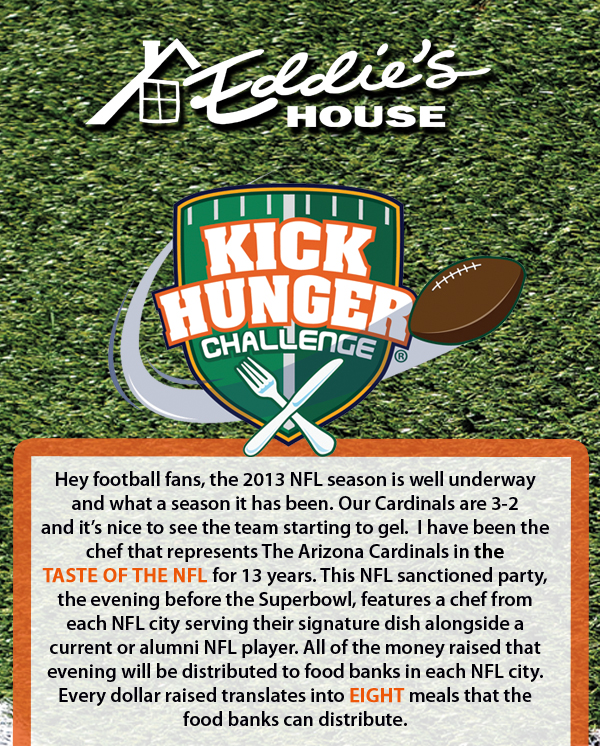 Eddie's
HOUSE
KICK
HUNGER
CHALLENGE
®
Hey football fans, the 2013 NFL season is well underway
and what a season it has been. Our Cardinals are 3-2
and it's nice to see the team starting to gel.  I have been the
chef that represents The Arizona Cardinals in the
TASTE OF THE NFL for 13 years. This NFL sanctioned party,
the evening before the Superbowl, features a chef from
each NFL city serving their signature dish alongside a
current or alumni NFL player. All of the money raised that
evening will be distributed to food banks in each NFL city.
Every dollar raised translates into EIGHT meals that the
food banks can distribute.